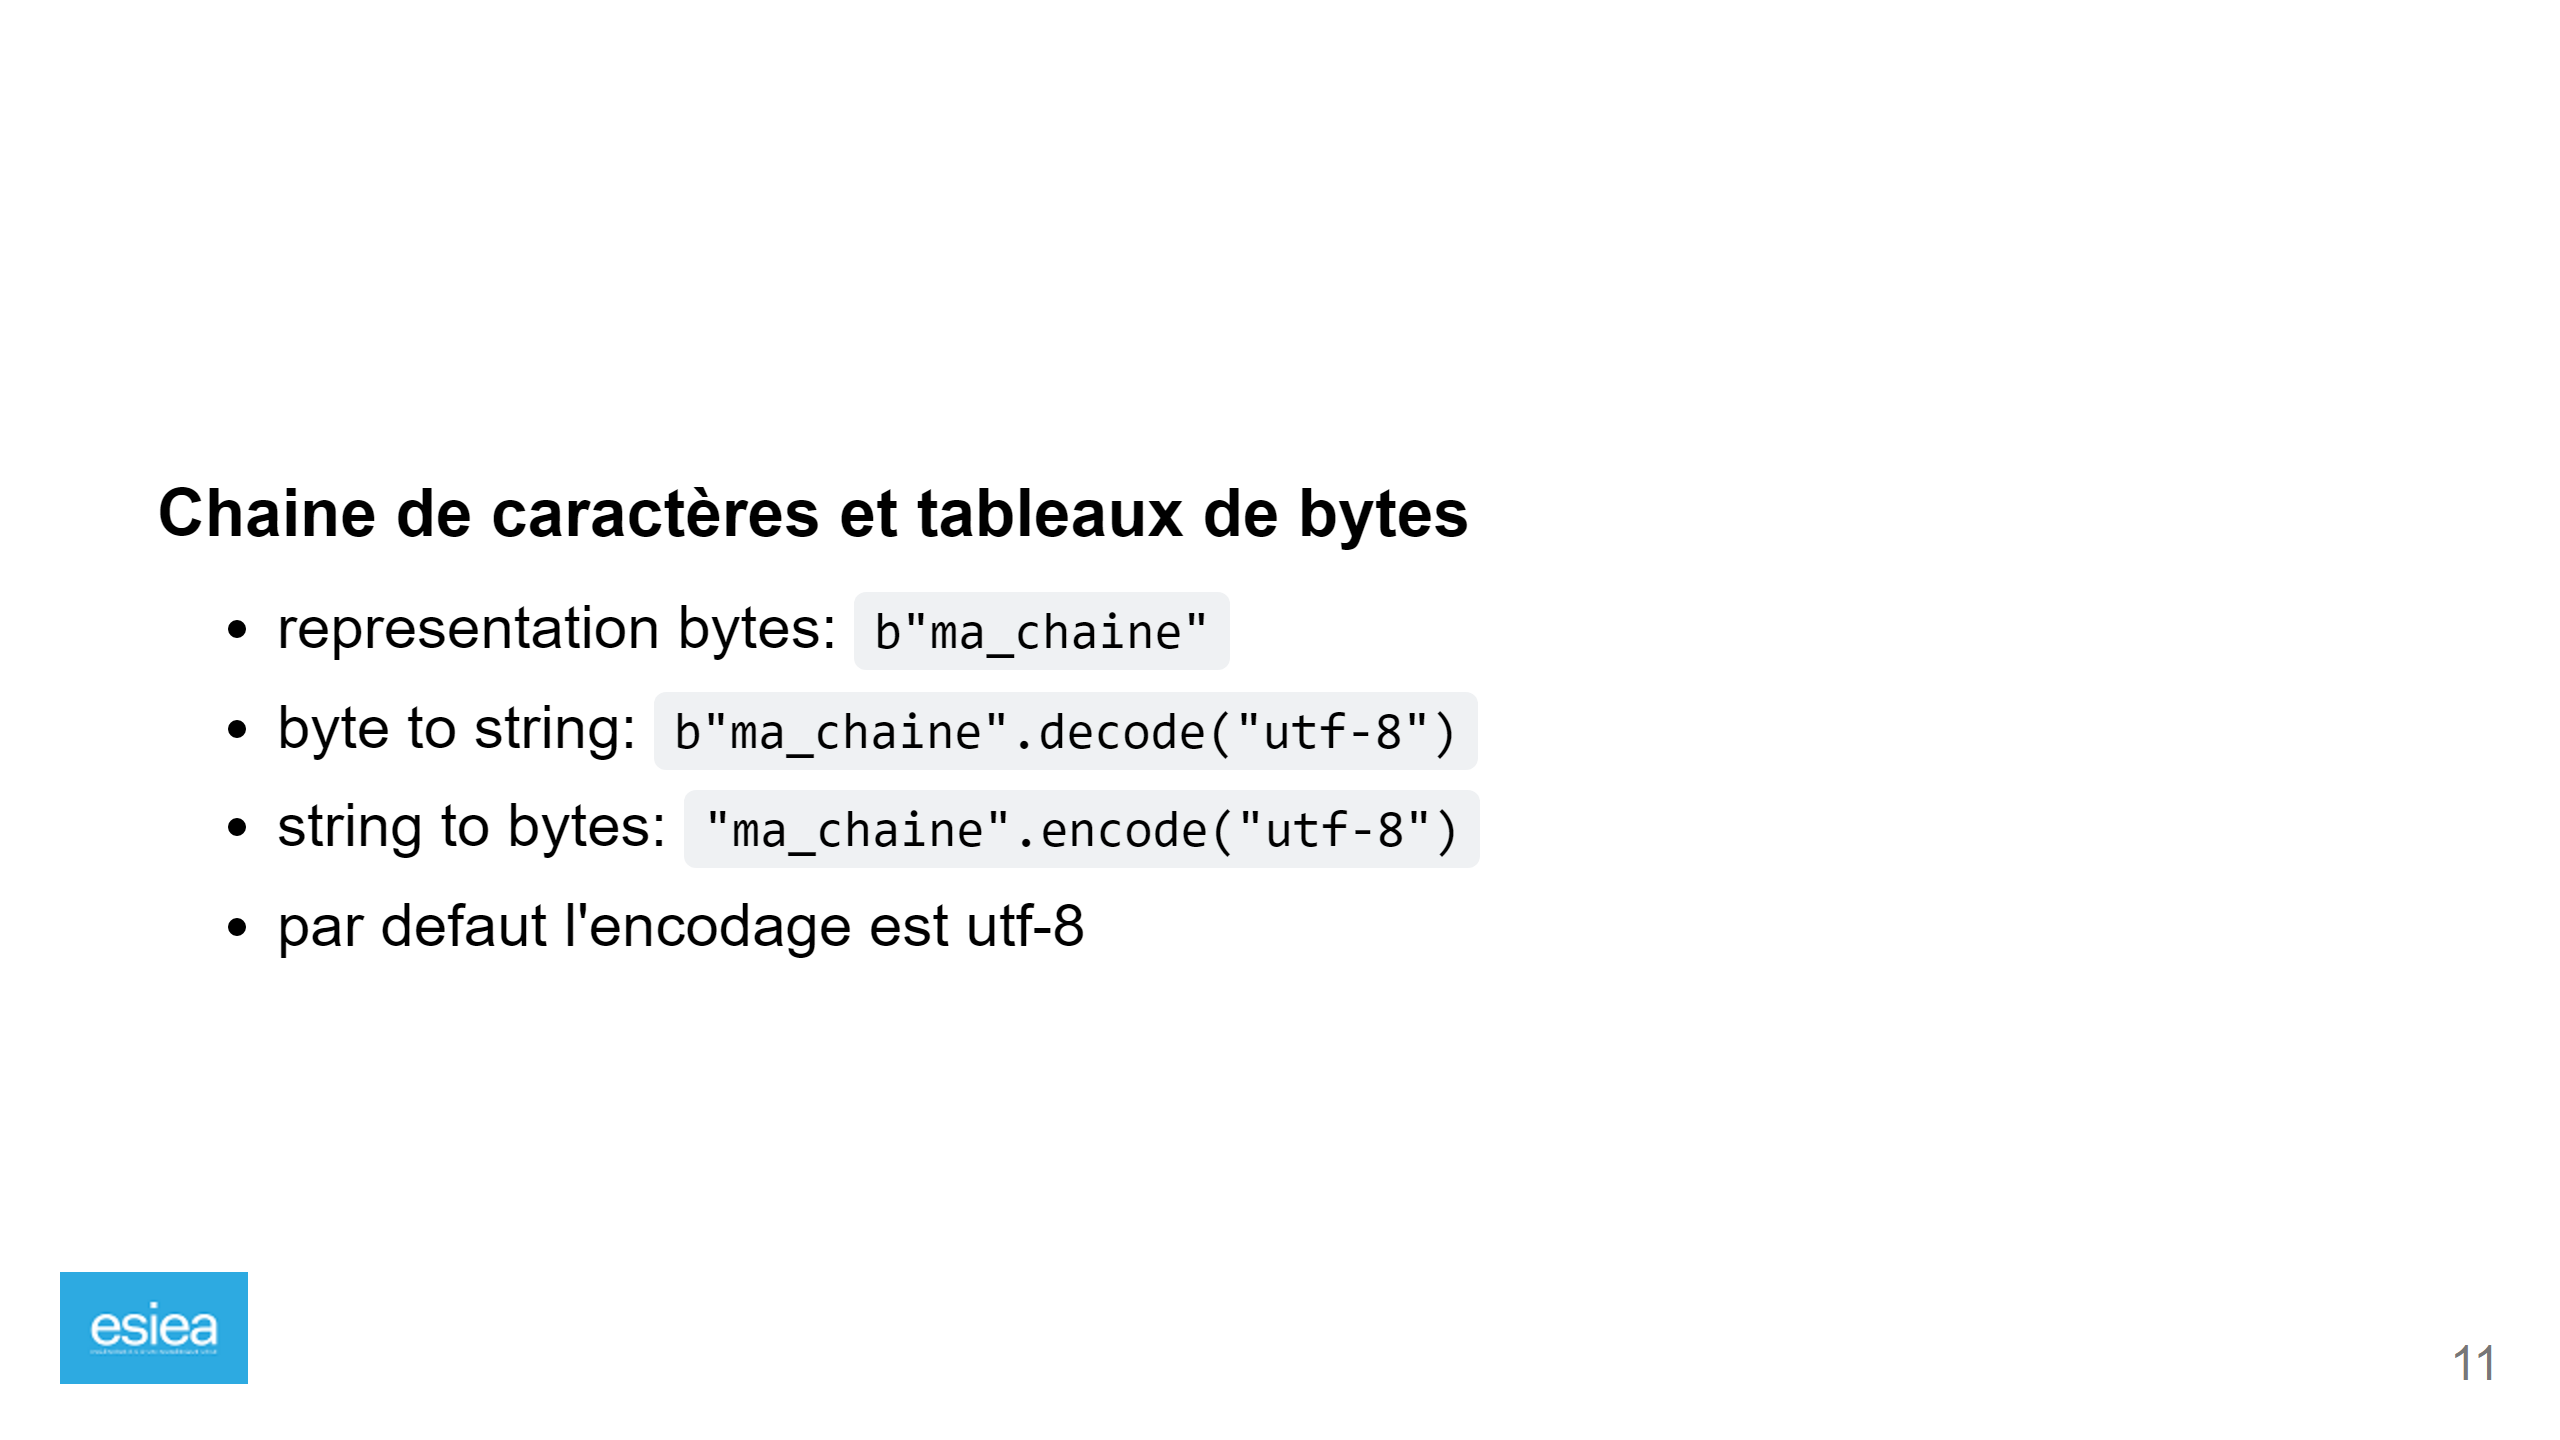 Chaine de caractères et tableaux de bytes
representation bytes: b"ma_chaine"
byte to string: b"ma_chaine".decode("utf-8")
string to bytes: "ma_chaine".encode("utf-8")
par defaut l'encodage est utf-8
esiea
11